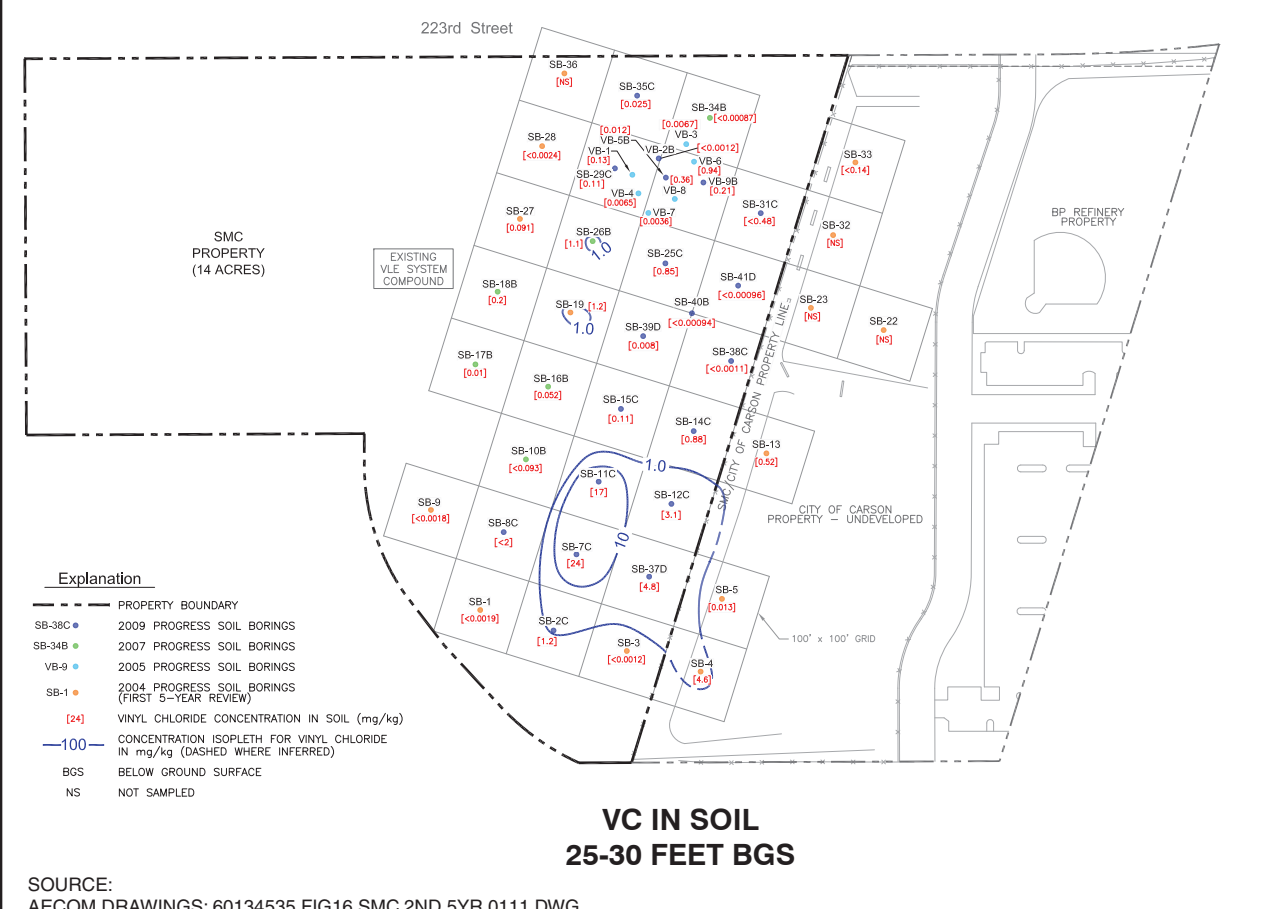 223rd Street
SB-36
[NS]
SB-35C
[0.025]
SB-34B
[<0.00087]
[0.0067]
VB-3
SB-28
[<0.0024]
[0.012]
VB-5B
VB-2B
[<0.0012]
VB-1
[0.13]
SB-29C
[0.11]
VB-6
[0.94]
[0.36]
VB-9B
[0.21]
VB-4
[0.0065]
VB-8
VB-7
[0.0036]
SB-33
[<0.14]
SB-27
[0.091]
SB-31C
[<0.48]
SB-32
[NS]
BP REFINERY
PROPERTY
SMC
PROPERTY
(14 ACRES)
SB-26B
[1.1]
1.0
EXISTING
VLE SYSTEM
COMPOUND
SB-25C
[0.85]
SB-41D
[<0.00096]
SB-18B
[0.2]
SB-19
[1.2]
1.0
SB-40B
[<0.00094]
SB-23
[NS]
SB-22
[NS]
SB-39D
[0.008]
SB-17B
[0.01]
SB-38C
[<0.0011]
SB-16B
[0.052]
SMC/CITY OF CARSON PROPERTY LINE
SB-15C
[0.11]
SB-14C
[0.88]
SB-13
[0.52]
SB-10B
[<0.093]
1.0
SB-11C
[17]
SB-12C
[3.1]
SB-9
[<0.0018]
CITY OF CARSON
PROPERTY – UNDEVELOPED
SB-8C
[<2]
10
SB-7C
[24]
SB-37D
[4.8]
SB-5
[0.013]
SB-1
[<0.0019]
SB-2C
[1.2]
SB-3
[<0.0012]
100' x 100' GRID
SB-4
[4.6]
Explanation
PROPERTY BOUNDARY
SB-38C 2009 PROGRESS SOIL BORINGS
SB-34B 2007 PROGRESS SOIL BORINGS
VB-9 2005 PROGRESS SOIL BORINGS
SB-1 2004 PROGRESS SOIL BORINGS
(FIRST 5-YEAR REVIEW)
[24] VINYL CHLORIDE CONCENTRATION IN SOIL (mg/kg)
100 CONCENTRATION ISOPLETH FOR VINYL CHLORIDE
IN mg/kg (DASHED WHERE INFERRED)
BGS BELOW GROUND SURFACE
NS NOT SAMPLED
VC IN SOIL
25-30 FEET BGS
SOURCE:
AECOM DRAWINGS: 60134535 FIG16 SMC 2ND 5YR 0111.DWG